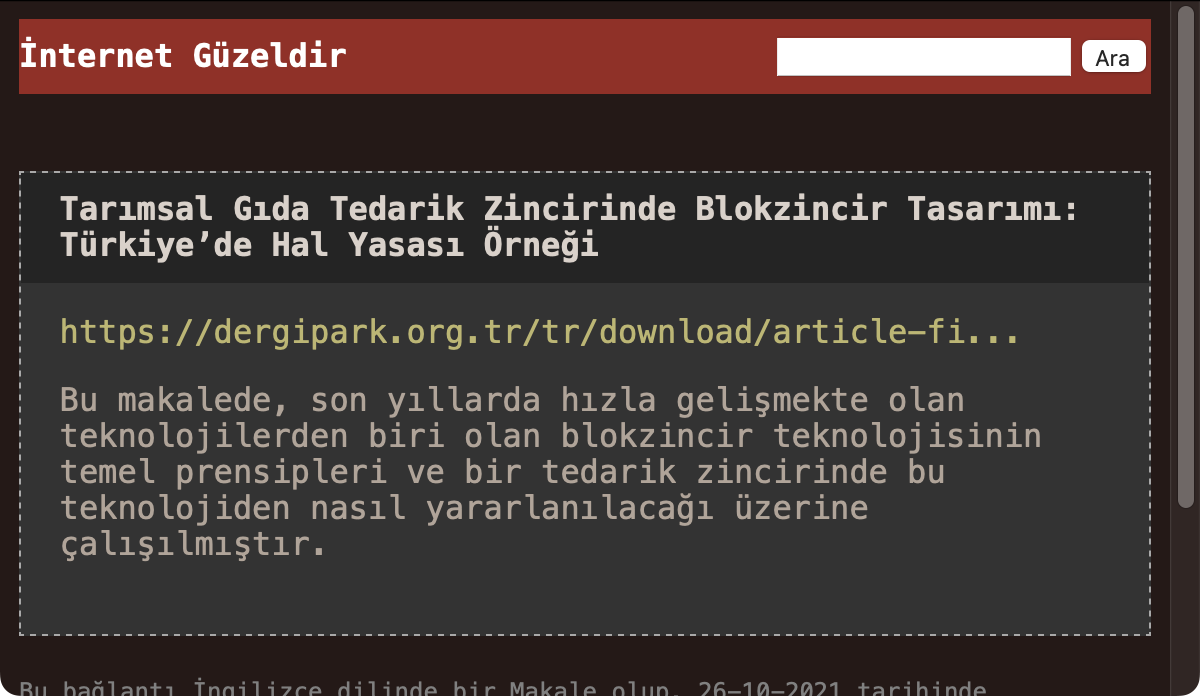 İnternet Güzeldir
Ara
Tarımsal Gıda Tedarik Zincirinde Blokzincir Tasarımı:
Türkiye’de Hal Yasası Örneği
https://dergipark.org.tr/tr/download/article-fi...
Bu makalede, son yıllarda hızla gelişmekte olan
teknolojilerden biri olan blokzincir teknolojisinin
temel prensipleri ve bir tedarik zincirinde bu
teknolojiden nasıl yararlanılacağı üzerine
çalışılmıştır.
Bu bağlantı İngilizce dilinde bir Makale olup, 26-10-2021 tarihinde